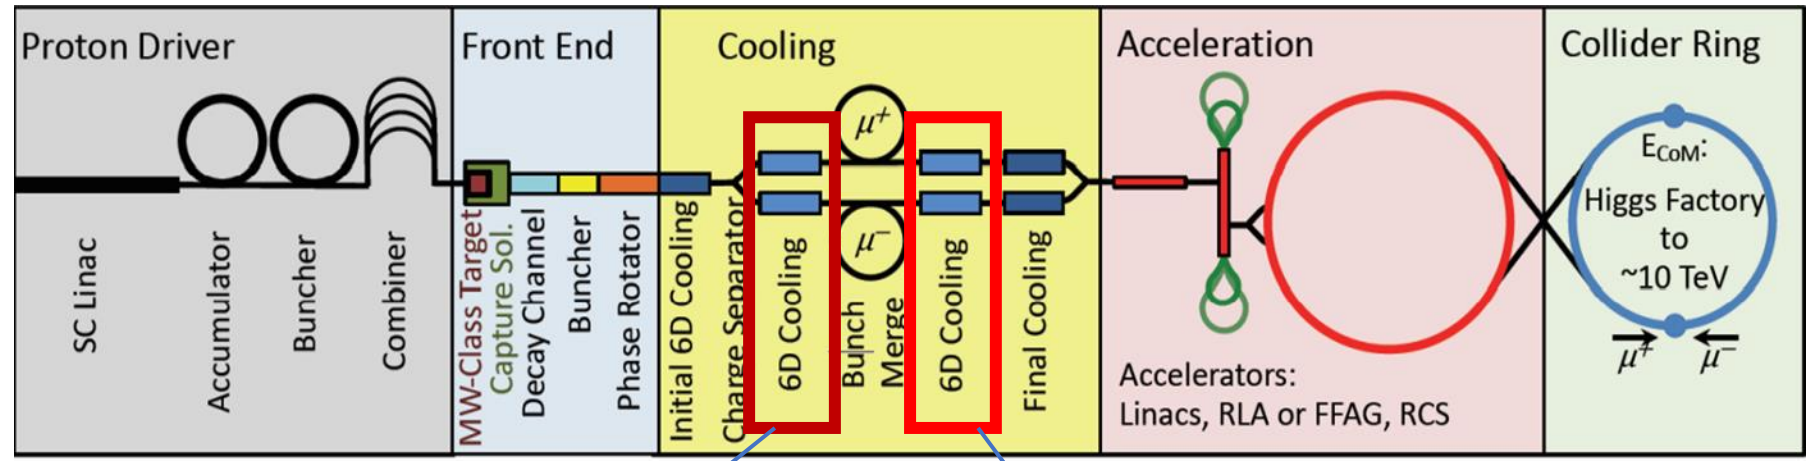 Proton Driver
SC Linac
Accumulator
Buncher
Combiner
Front End
MW-Class Target
Capture Sol.
Decay Channel
Buncher
Phase Rotator
Cooling
Initial 6D Cooling
Charge Separator
6D Cooling
μ+
μ−
Bunch
Merge
6D Cooling
Final Cooling
Acceleration
Accelerators:
Linacs, RLA or FFAG, RCS
Collider Ring
ECoM:
Higgs Factory
to
~10 TeV
μ+ μ−